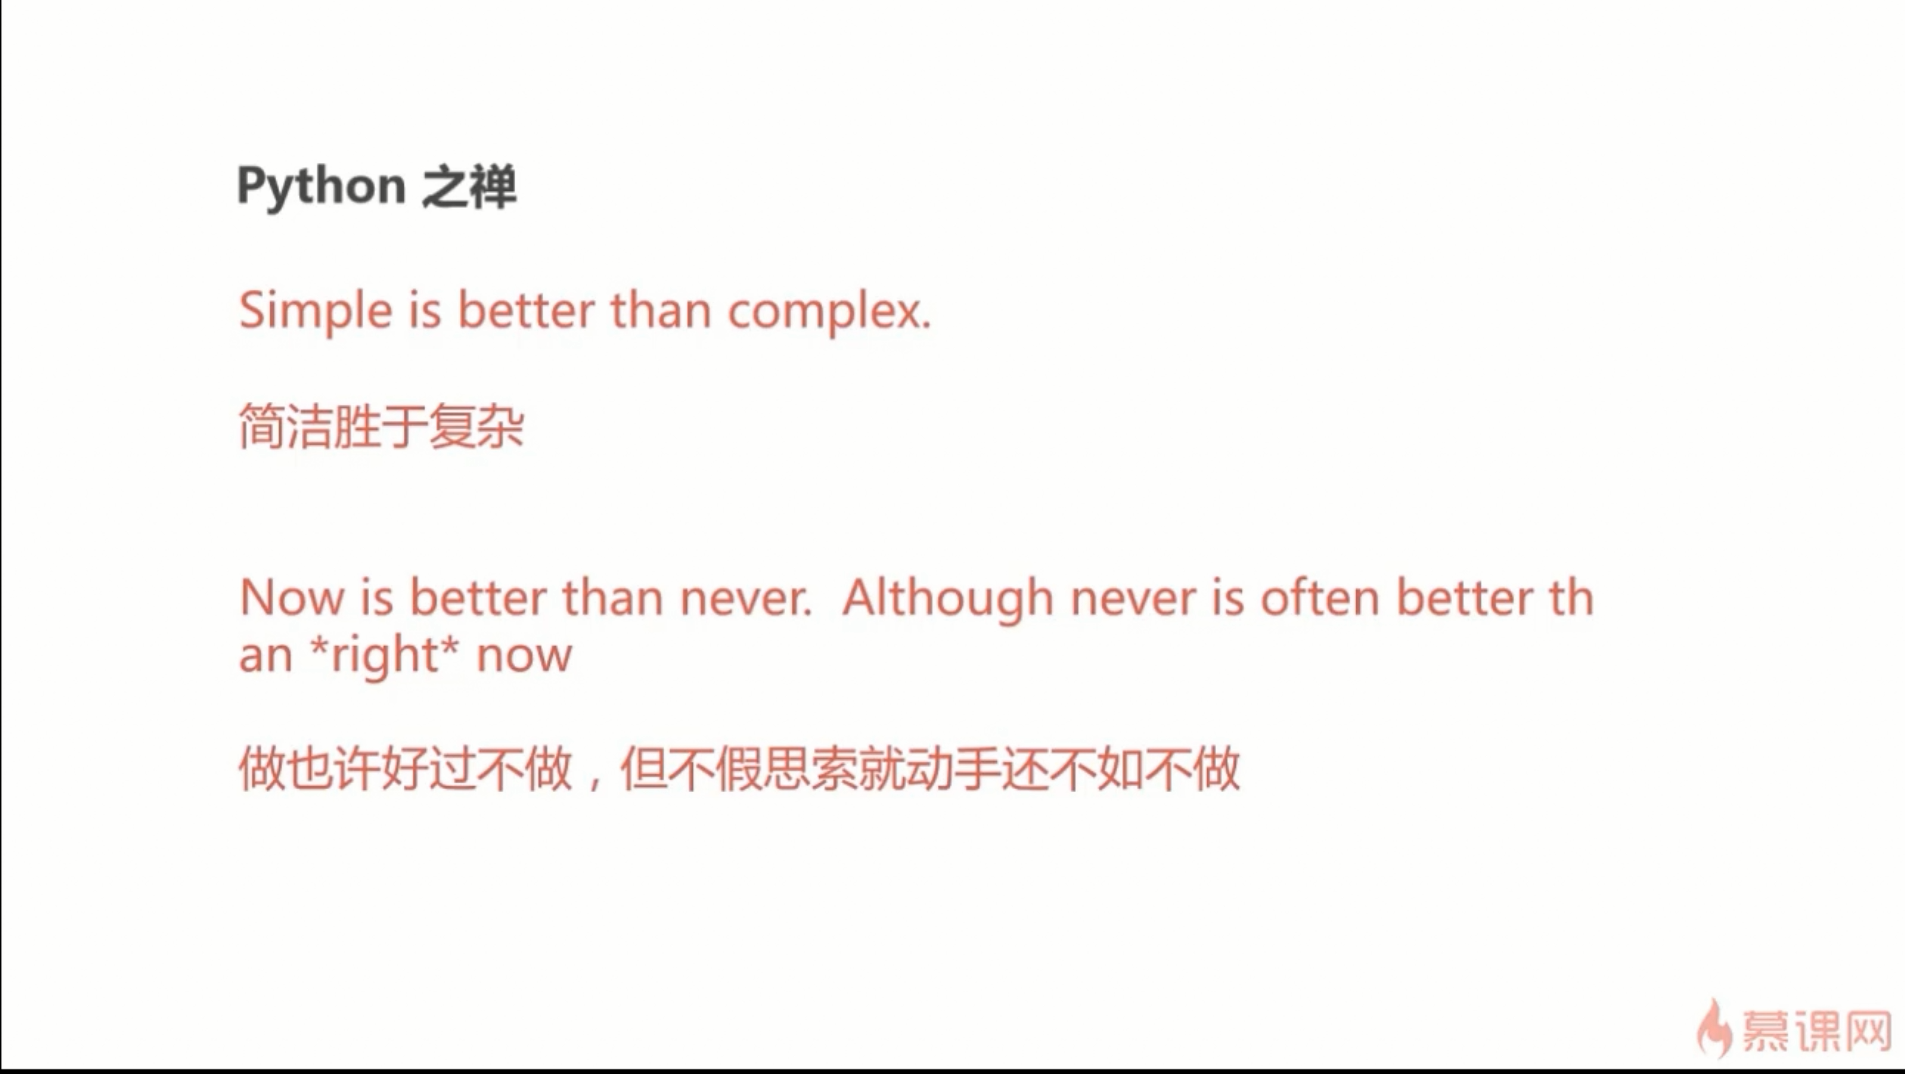 Python 之禅
Simple is better than complex.
简洁胜于复杂
Now is better than never.  Although never is often better th
an *right* now
做也许好过不做，但不假思索就动手还不如不做
慕课网